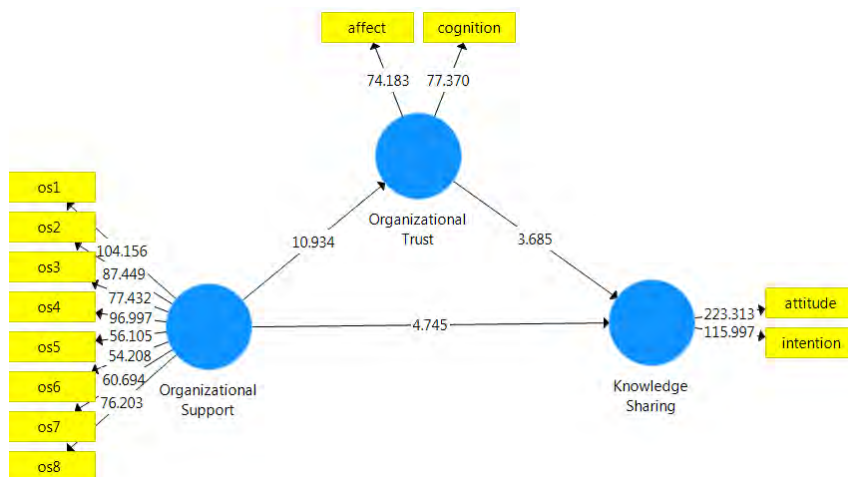 affect
cognition
74.183
77.370
os1
os2
os3
os4
os5
os6
os7
os8
104.156
87.449
77.432
96.997
56.105
54.208
60.694
76.203
Organizational
Trust
10.934
3.685
4.745
Organizational
Support
Knowledge
Sharing
223.313
115.997
attitude
intention